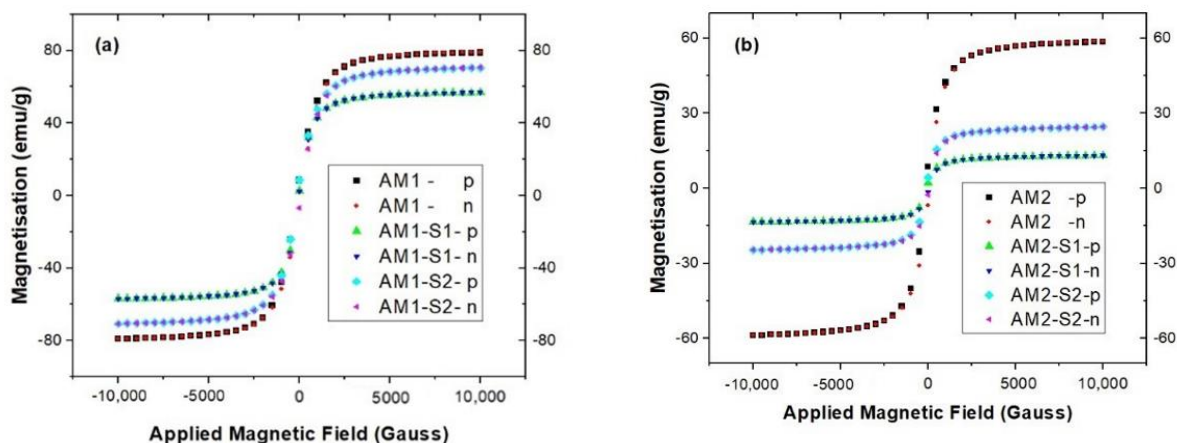 (a)
Magnetisation (emu/g)
80
40
0
-40
-80
80
40
0
-40
-80
AM1 - p
AM1 - n
AM1-S1- p
AM1-S1- n
AM1-S2- p
AM1-S2- n
-10,000 -5000 0 5000 10,000
Applied Magnetic Field (Gauss)
(b)
Magnetisation (emu/g)
60
30
0
-30
-60
60
30
0
-30
-60
AM2 -p
AM2 -n
AM2-S1-p
AM2-S1-n
AM2-S2-p
AM2-S2-n
-10,000 -5000 0 5000 10,000
Applied Magnetic Field (Gauss)